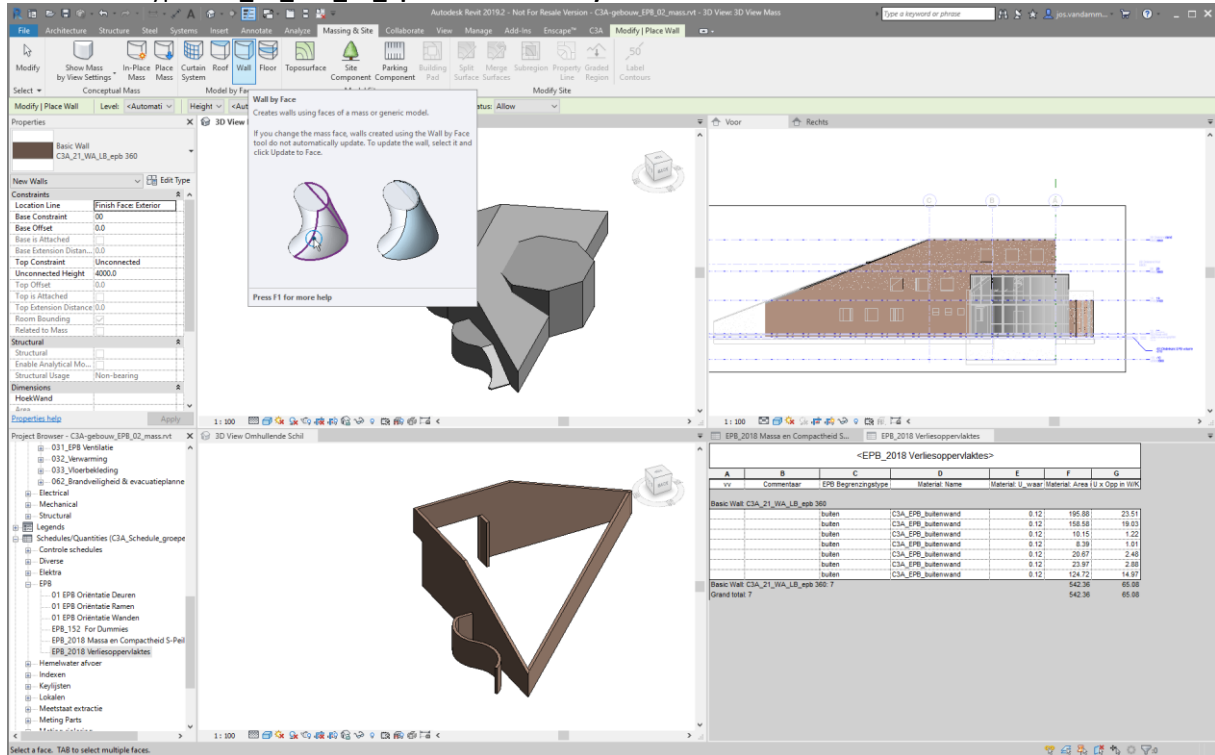 Autodesk Revit 2019.2 - Not For Resale Version - C3A-gebouw_EPB_02_mass.rvt - 3D View: 3D View Mass
Type a keyword or phrase
jos.vandamm...
File Architecture Structure Steel Systems Insert Annotate Analyze Massing & Site Collaborate View Manage Add-Ins Enscape™ C3A Modify | Place Wall
Modify
Show Mass by View Settings
In-Place Mass
Place Mass
Curtain System
Roof
Wall
Floor
Toposurface
Site Component
Parking Component
Building Pad
Split Surface
Merge Surfaces
Subregion
Property Line
Graded Region
Label Contours
Select
Conceptual Mass
Modify Site
Modify | Place Wall
Level: <Automati
Height
Status: Allow
Wall by Face
Creates walls using faces of a mass or generic model.
If you change the mass face, walls created using the Wall by Face
tool do not automatically update. To update the wall, select it and
click Update to Face.
Press F1 for more help
Properties
Basic Wall
C3A_21_WA_LB_epb 360
New Walls
Edit Type
Constraints
Location Line Finish Face: Exterior
Base Constraint 00
Base Offset 0.0
Base is Attached
Base Extension Distan... 0.0
Top Constraint Unconnected
Unconnected Height 4000.0
Top Offset 0.0
Top is Attached
Top Extension Distance 0.0
Room Bounding
Related to Mass
Structural
Structural
Enable Analytical Mo...
Structural Usage Non-bearing
Dimensions
HoekWand
Area
Properties help
Apply
Voor
Rechts
C
A
1 : 100
1 : 100
Project Browser - C3A-gebouw_EPB_02_mass.rvt
031_EPB Ventilatie
032_Verwarming
033_Vloerbekleding
062_Brandveiligheid & evacuatieplanne
Electrical
Mechanical
Structural
Legends
Schedules/Quantities (C3A_Schedule_groepe
Controle schedules
Diverse
Elektra
EPB
01 EPB Oriëntatie Deuren
01 EPB Oriëntatie Ramen
01 EPB Oriëntatie Wanden
EPB_152 For Dummies
EPB_2018 Massa en Compactheid S-Peil
EPB_2018 Verliesoppervlaktes
Hemelwater afvoer
Indexen
Keylijsten
Lokalen
Meetstaat extractie
Meting Parts
3D View Omhullende Schil
1 : 100
EPB_2018 Massa en Compactheid S...
EPB_2018 Verliesoppervlaktes
<EPB_2018 Verliesoppervlaktes>
A B C D E F G
vv Commentaar EPB Begrenzingstype Material: Name Material: U_waar Material: Area U x Opp in W/K
Basic Wall: C3A_21_WA_LB_epb 360
buiten C3A_EPB_buitenwand 0.12 195.88 23.51
buiten C3A_EPB_buitenwand 0.12 158.58 19.03
buiten C3A_EPB_buitenwand 0.12 10.15 1.22
buiten C3A_EPB_buitenwand 0.12 8.39 1.01
buiten C3A_EPB_buitenwand 0.12 20.67 2.48
buiten C3A_EPB_buitenwand 0.12 23.97 2.88
buiten C3A_EPB_buitenwand 0.12 124.72 14.97
Basic Wall: C3A_21_WA_LB_epb 360: 7 542.36 65.08
Grand total: 7 542.36 65.08
Select a face. TAB to select multiple faces.